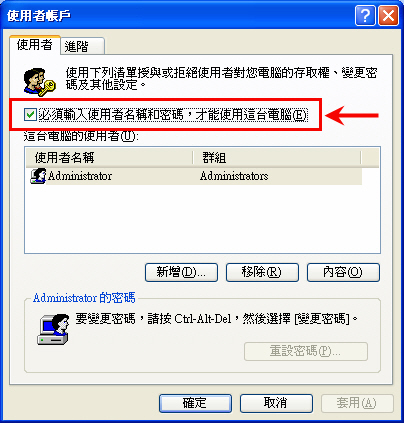 使用者帳戶
使用者 進階
使用下列清單授與或拒絕使用者對您電腦的存取權、變更密
碼及其他設定。
必須輸入使用者名稱和密碼，才能使用這台電腦(E)
這台電腦的使用者(U):
使用者名稱 群組
Administrator Administrators
新增(D)... 移除(R) 內容(O)
Administrator 的密碼
要變更密碼，請按 Ctrl-Alt-Del，然後選擇 [變更密碼]。
重設密碼(P)...
確定 取消 套用(A)